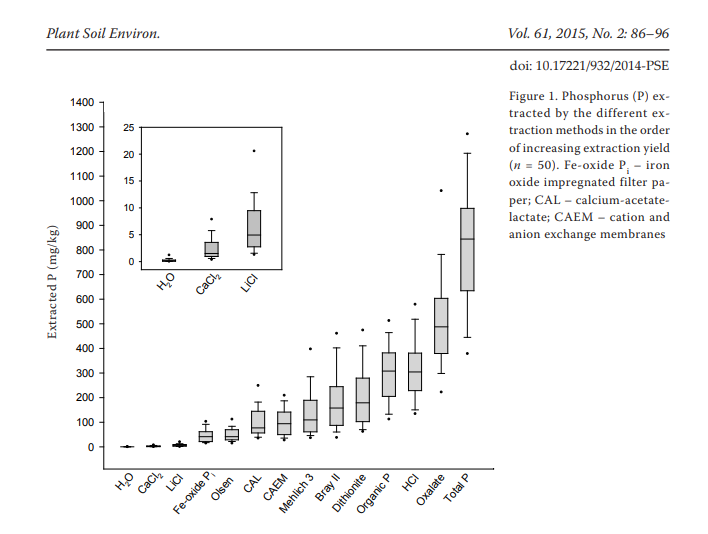 Plant Soil Environ.
Vol. 61, 2015, No. 2: 86–96
doi: 10.17221/932/2014-PSE
Figure 1. Phosphorus (P) ex-
tracted by the different ex-
traction methods in the order
of increasing extraction yield
(n = 50). Fe-oxide Pᵢ – iron
oxide impregnated filter pa-
per; CAL – calcium-acetate-
lactate; CAEM – cation and
anion exchange membranes
Extracted P (mg/kg)
1400
1300
1200
1100
1000
900
800
700
600
500
400
300
200
100
0
25
20
15
10
5
0
H₂O
CaCl₂
LiCl
H₂O
CaCl₂
LiCl
Fe-oxide Pᵢ
Olsen
CAL
CAEM
Mehlich 3
Bray II
Dithionite
Organic P
HCl
Oxalate
Total P